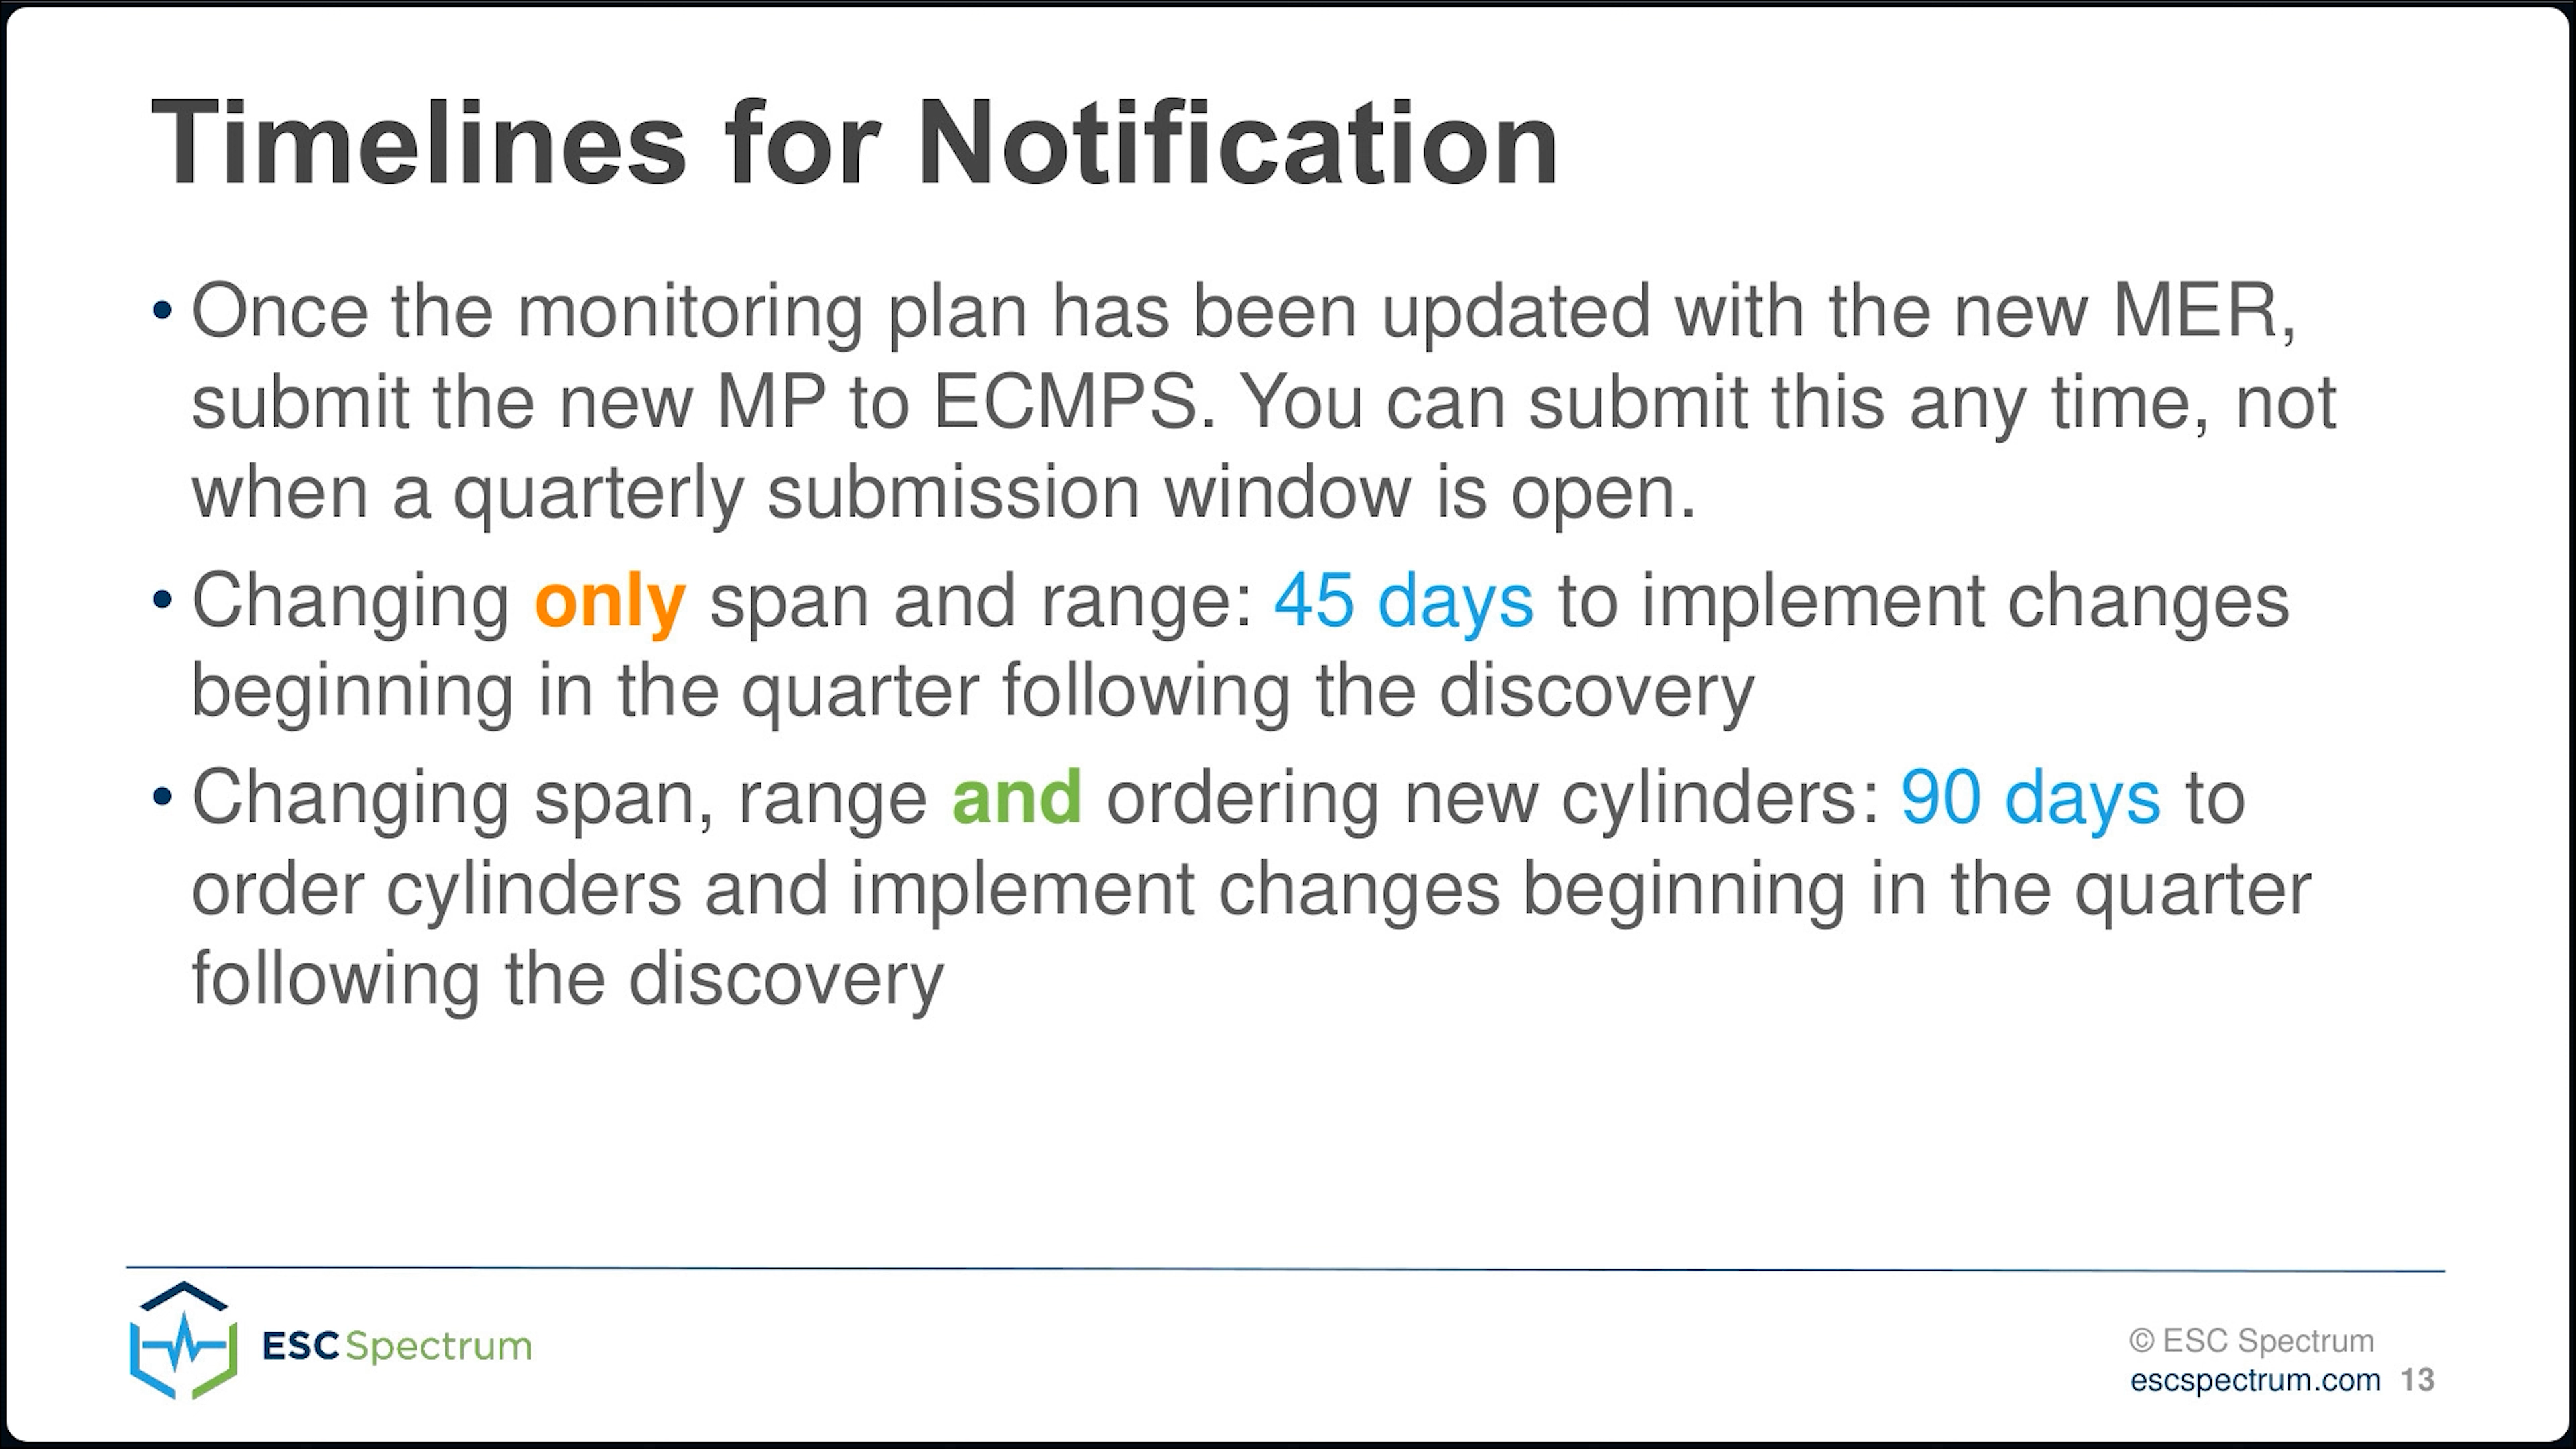 Timelines for Notification
• Once the monitoring plan has been updated with the new MER,
submit the new MP to ECMPS. You can submit this any time, not
when a quarterly submission window is open.
• Changing only span and range: 45 days to implement changes
beginning in the quarter following the discovery
• Changing span, range and ordering new cylinders: 90 days to
order cylinders and implement changes beginning in the quarter
following the discovery
ESC Spectrum
© ESC Spectrum
escspectrum.com 13